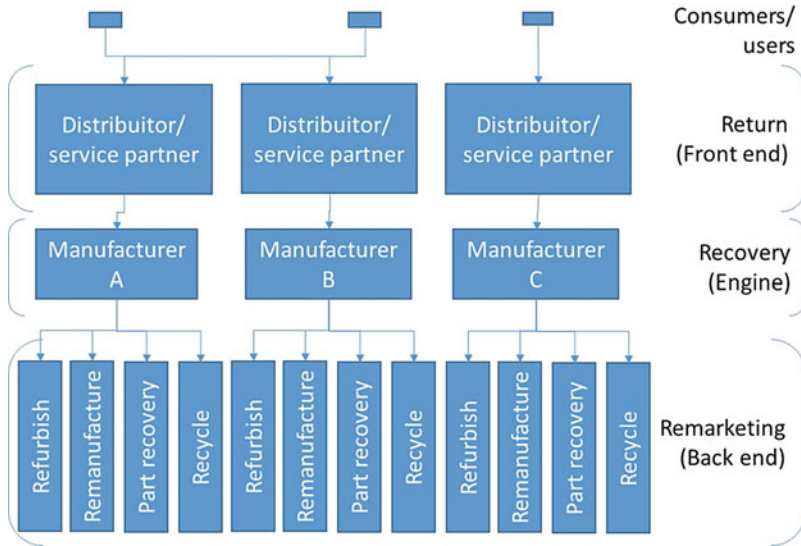 Consumers/
users
Distribuitor/
service partner
Distribuitor/
service partner
Distribuitor/
service partner
Return
(Front end)
Manufacturer
A
Manufacturer
B
Manufacturer
C
Recovery
(Engine)
Refurbish
Remanufacture
Part recovery
Recycle
Refurbish
Remanufacture
Part recovery
Recycle
Refurbish
Remanufacture
Part recovery
Recycle
Remarketing
(Back end)